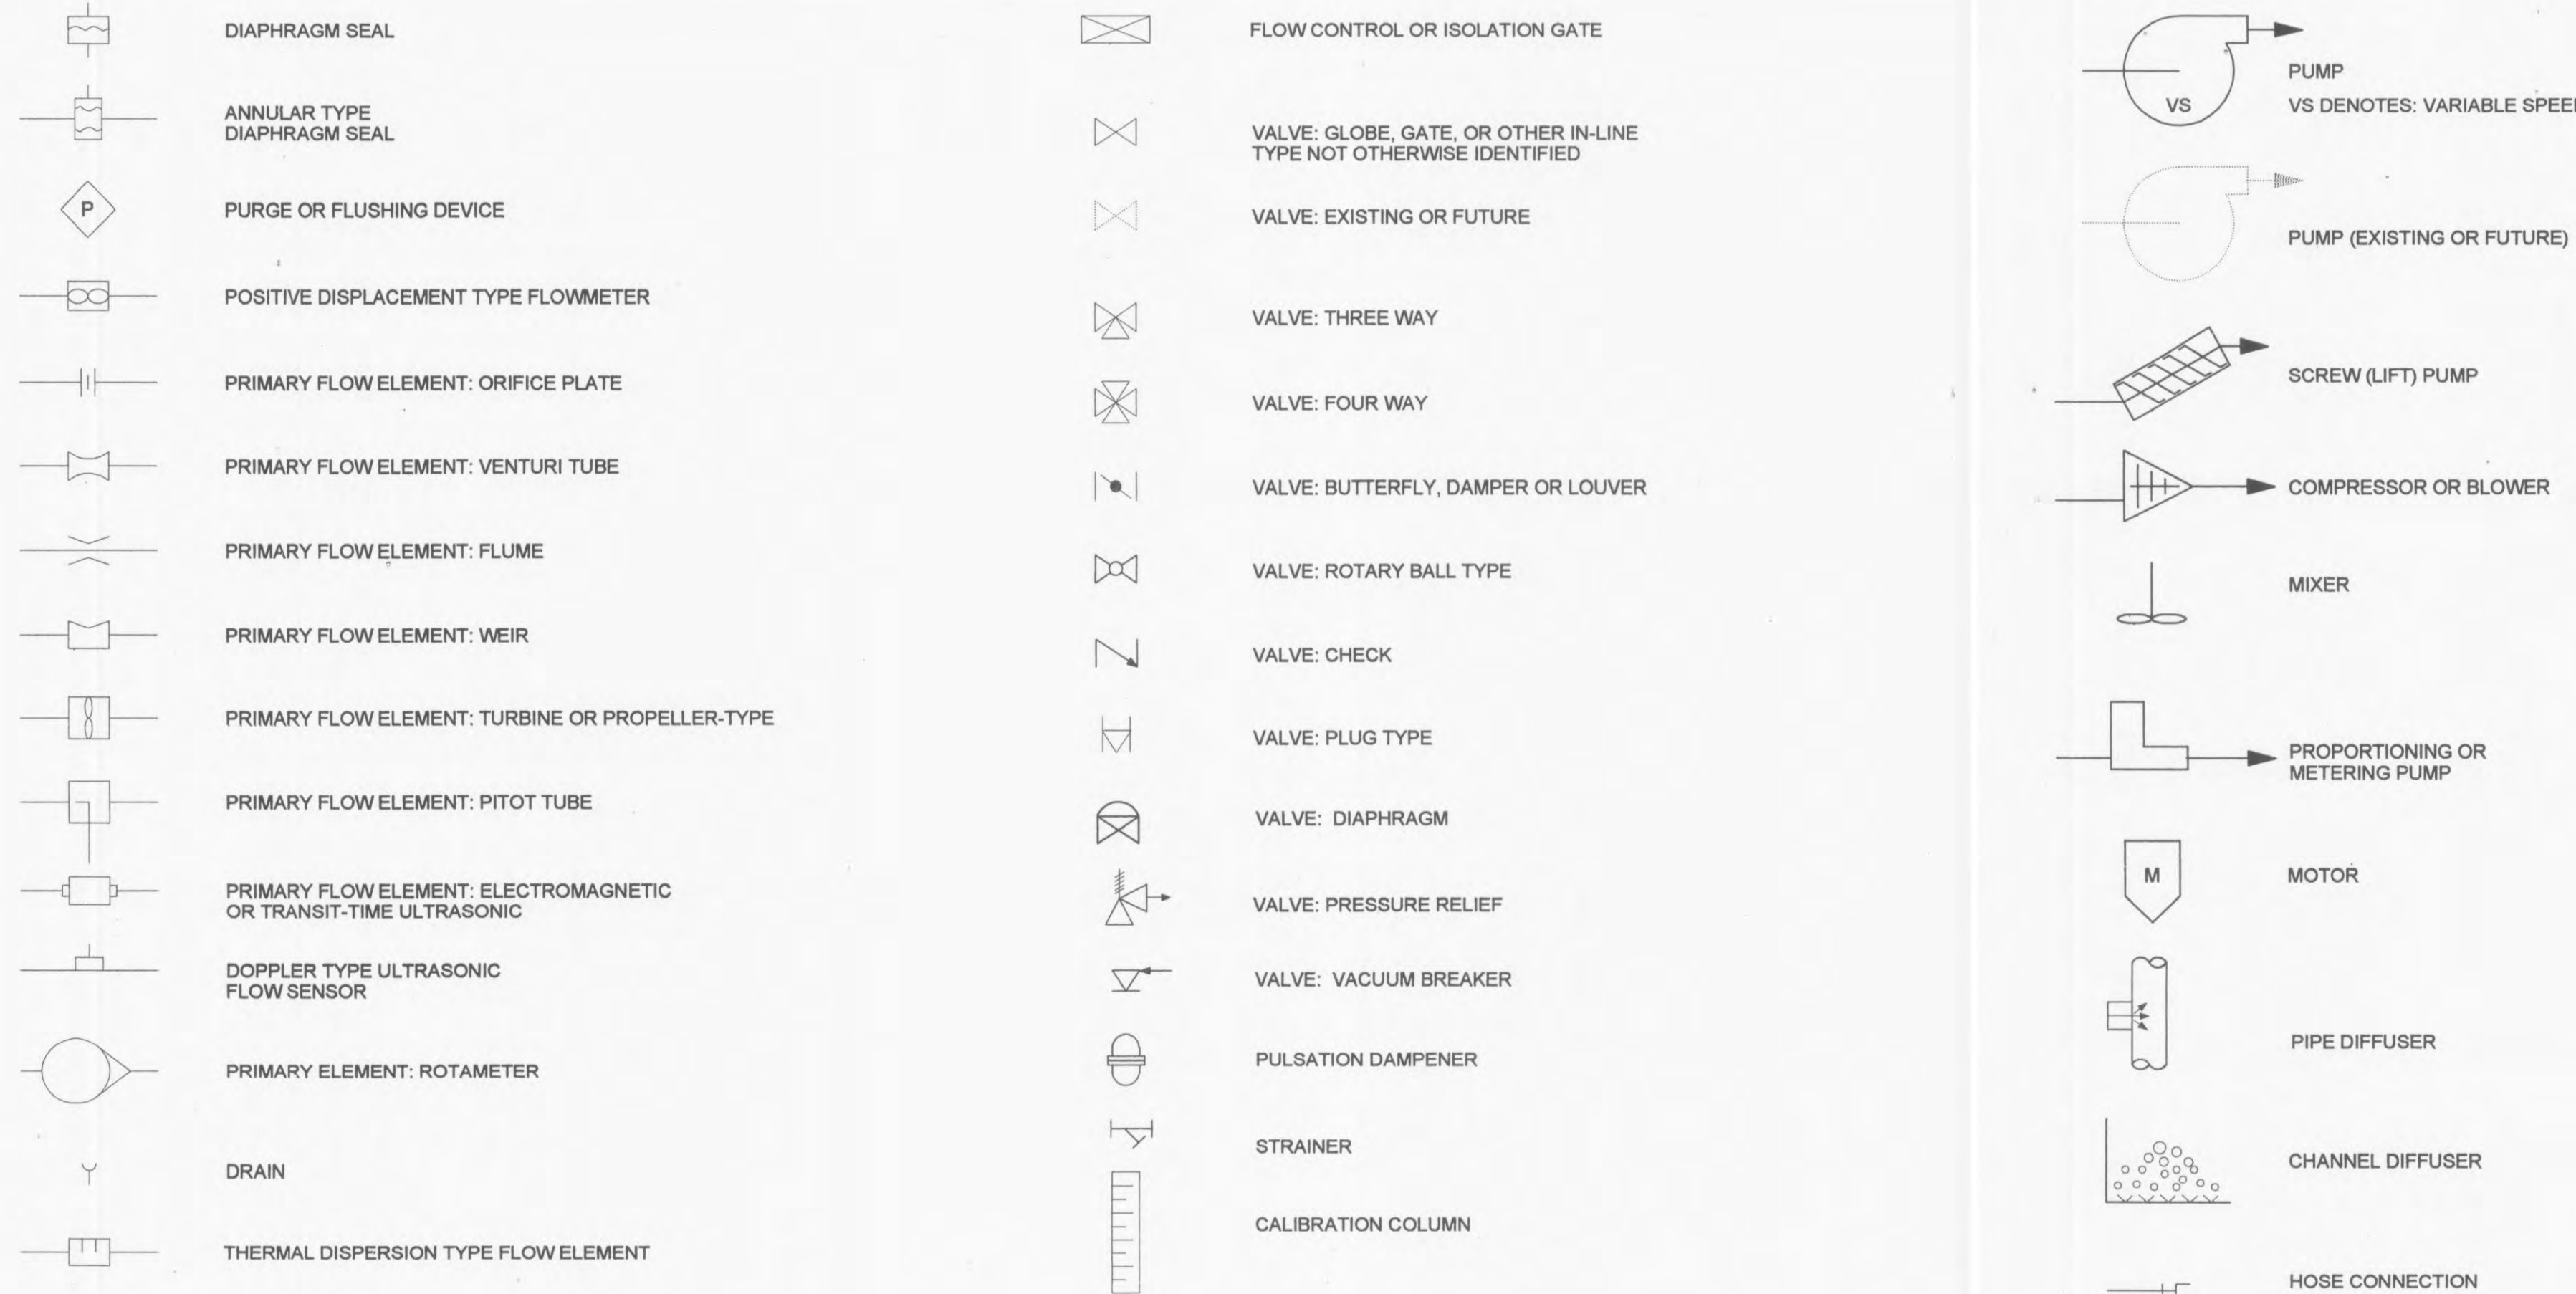 DIAPHRAGM SEAL
ANNULAR TYPE
DIAPHRAGM SEAL
P
PURGE OR FLUSHING DEVICE
POSITIVE DISPLACEMENT TYPE FLOWMETER
PRIMARY FLOW ELEMENT: ORIFICE PLATE
PRIMARY FLOW ELEMENT: VENTURI TUBE
PRIMARY FLOW ELEMENT: FLUME
PRIMARY FLOW ELEMENT: WEIR
PRIMARY FLOW ELEMENT: TURBINE OR PROPELLER-TYPE
PRIMARY FLOW ELEMENT: PITOT TUBE
PRIMARY FLOW ELEMENT: ELECTROMAGNETIC
OR TRANSIT-TIME ULTRASONIC
DOPPLER TYPE ULTRASONIC
FLOW SENSOR
PRIMARY ELEMENT: ROTAMETER
DRAIN
THERMAL DISPERSION TYPE FLOW ELEMENT
FLOW CONTROL OR ISOLATION GATE
VALVE: GLOBE, GATE, OR OTHER IN-LINE
TYPE NOT OTHERWISE IDENTIFIED
VALVE: EXISTING OR FUTURE
VALVE: THREE WAY
VALVE: FOUR WAY
VALVE: BUTTERFLY, DAMPER OR LOUVER
VALVE: ROTARY BALL TYPE
VALVE: CHECK
VALVE: PLUG TYPE
VALVE: DIAPHRAGM
VALVE: PRESSURE RELIEF
VALVE: VACUUM BREAKER
PULSATION DAMPENER
STRAINER
CALIBRATION COLUMN
PUMP
VS
VS DENOTES: VARIABLE SPEE
PUMP (EXISTING OR FUTURE)
SCREW (LIFT) PUMP
COMPRESSOR OR BLOWER
MIXER
PROPORTIONING OR
METERING PUMP
M
MOTOR
PIPE DIFFUSER
CHANNEL DIFFUSER
HOSE CONNECTION